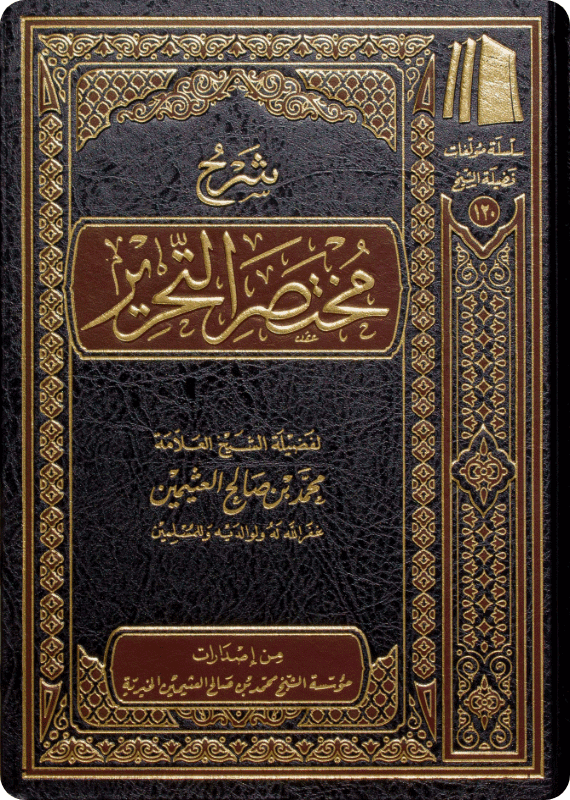 سلسلة مؤلفات
فضيلة الشيخ
١٢٠
شرح
مختصر التحرير
لفضيلة الشيخ العلامة
محمد بن صالح العثيمين
غفر الله له ولوالديه وللمسلمين
من إصدارات
مؤسسة الشيخ محمد بن صالح العثيمين الخيرية